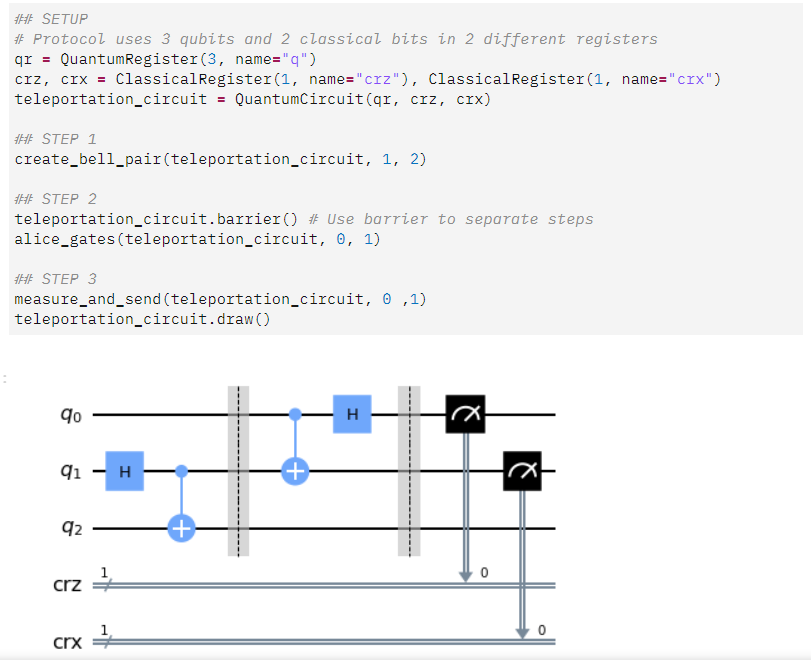 ## SETUP
# Protocol uses 3 qubits and 2 classical bits in 2 different registers
qr = QuantumRegister(3, name="q")
crz, crx = ClassicalRegister(1, name="crz"), ClassicalRegister(1, name="crx")
teleportation_circuit = QuantumCircuit(qr, crz, crx)
## STEP 1
create_bell_pair(teleportation_circuit, 1, 2)
## STEP 2
teleportation_circuit.barrier() # Use barrier to separate steps
alice_gates(teleportation_circuit, 0, 1)
## STEP 3
measure_and_send(teleportation_circuit, 0 ,1)
teleportation_circuit.draw()
:
q0 H
q1 H
q2
crz 1 0
crx 1 0